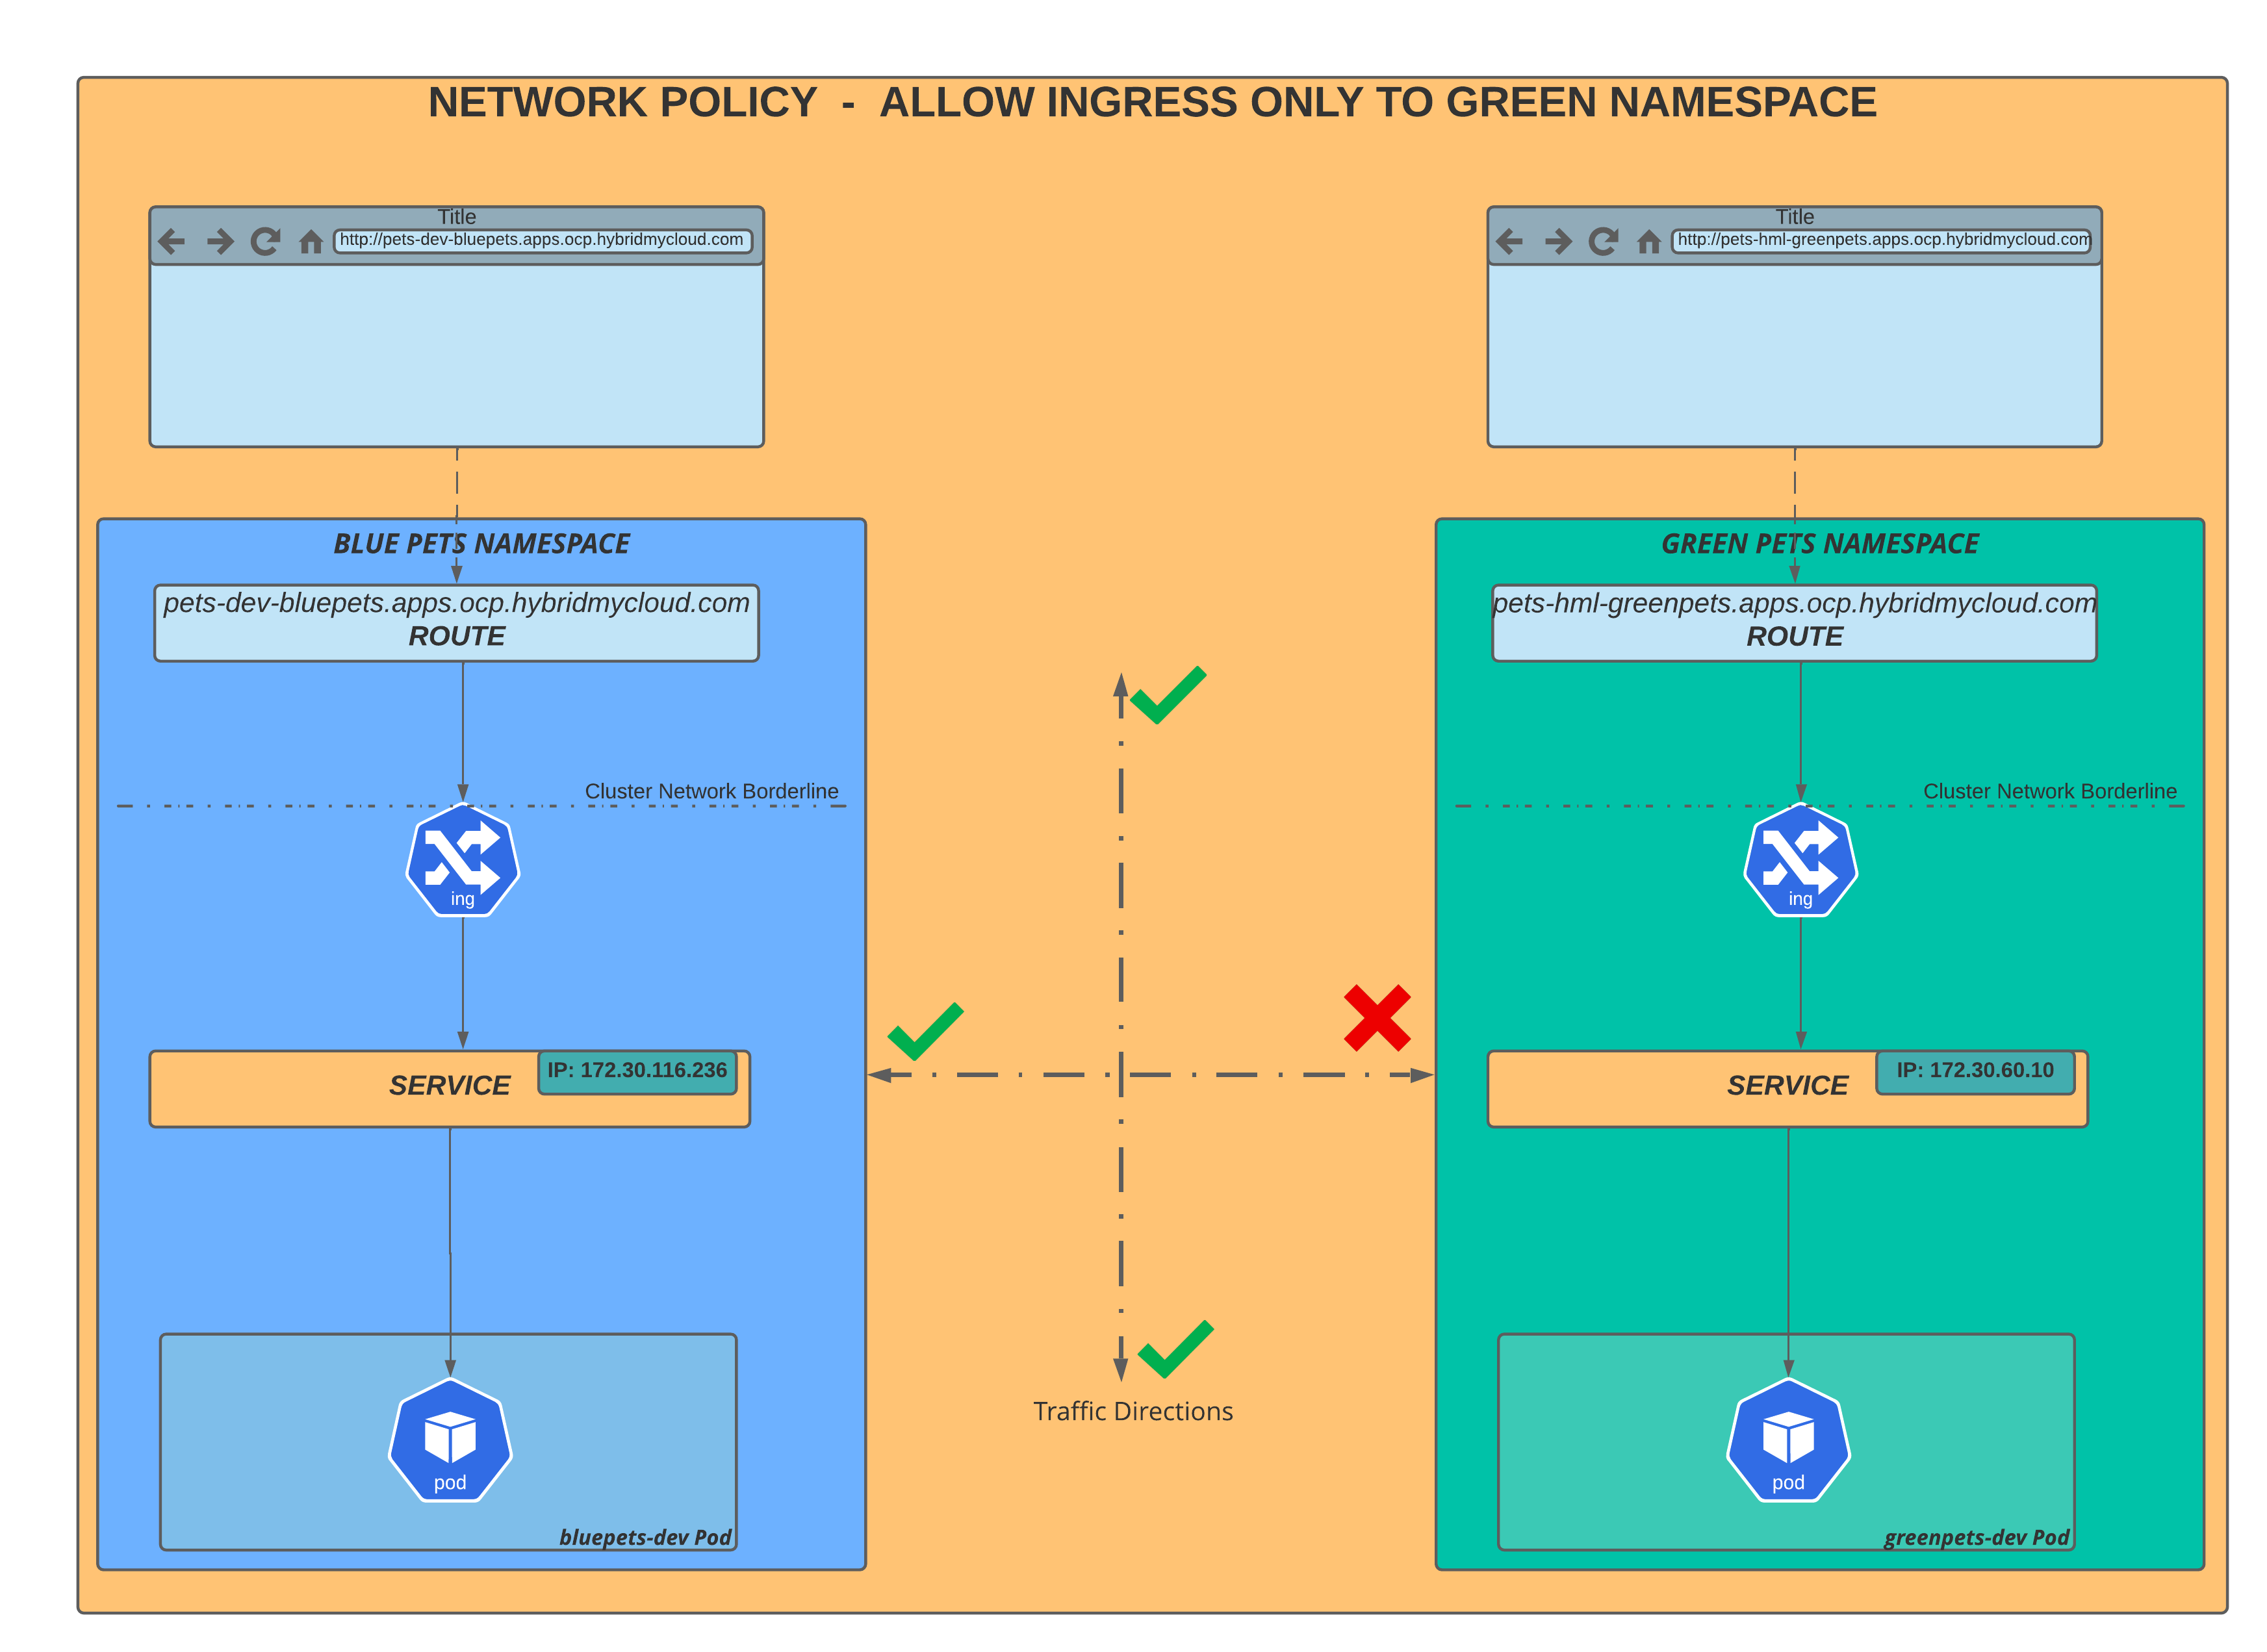 NETWORK POLICY  -  ALLOW INGRESS ONLY TO GREEN NAMESPACE
Title
http://pets-dev-bluepets.apps.ocp.hybridmycloud.com
Title
http://pets-hml-greenpets.apps.ocp.hybridmycloud.com
BLUE PETS NAMESPACE
pets-dev-bluepets.apps.ocp.hybridmycloud.com
ROUTE
Cluster Network Borderline
ing
SERVICE
IP: 172.30.116.236
pod
bluepets-dev Pod
Traffic Directions
GREEN PETS NAMESPACE
pets-hml-greenpets.apps.ocp.hybridmycloud.com
ROUTE
Cluster Network Borderline
ing
SERVICE
IP: 172.30.60.10
pod
greenpets-dev Pod